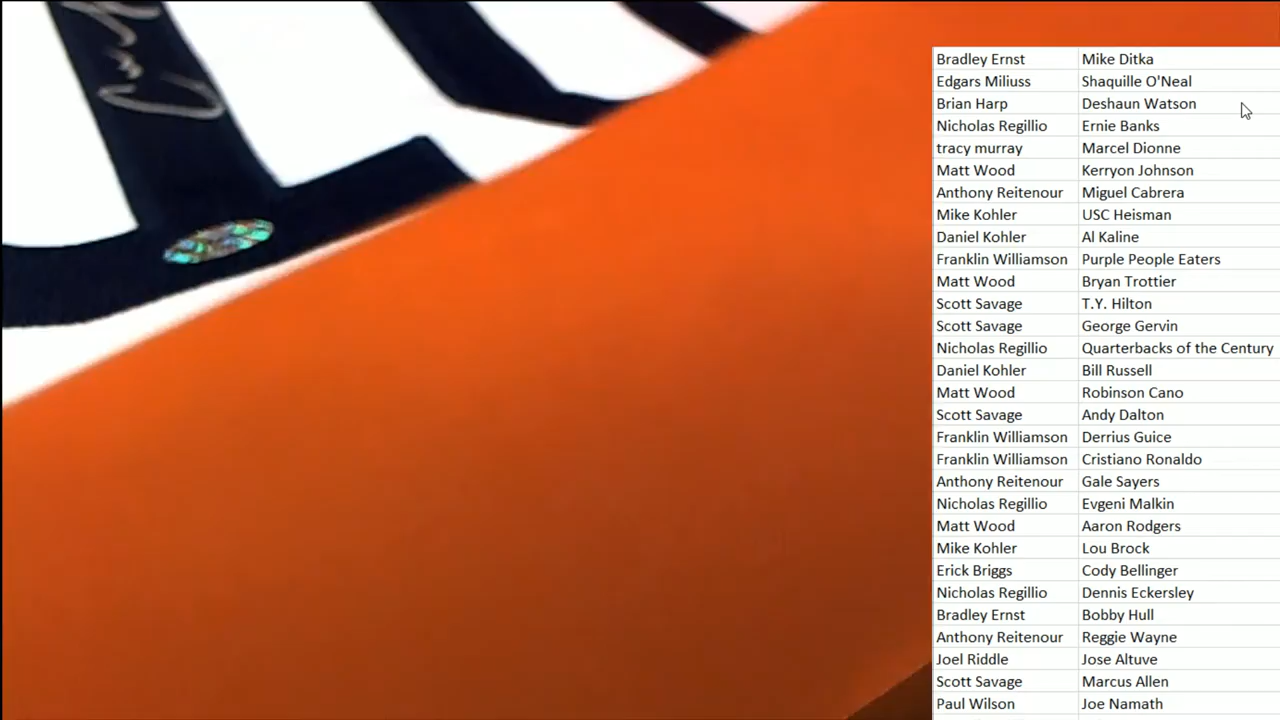 Bradley Ernst Mike Ditka
Edgars Miliuss Shaquille O'Neal
Brian Harp Deshaun Watson
Nicholas Regillio Ernie Banks
tracy murray Marcel Dionne
Matt Wood Kerryon Johnson
Anthony Reitenour Miguel Cabrera
Mike Kohler USC Heisman
Daniel Kohler Al Kaline
Franklin Williamson Purple People Eaters
Matt Wood Bryan Trottier
Scott Savage T.Y. Hilton
Scott Savage George Gervin
Nicholas Regillio Quarterbacks of the Century
Daniel Kohler Bill Russell
Matt Wood Robinson Cano
Scott Savage Andy Dalton
Franklin Williamson Derrius Guice
Franklin Williamson Cristiano Ronaldo
Anthony Reitenour Gale Sayers
Nicholas Regillio Evgeni Malkin
Matt Wood Aaron Rodgers
Mike Kohler Lou Brock
Erick Briggs Cody Bellinger
Nicholas Regillio Dennis Eckersley
Bradley Ernst Bobby Hull
Anthony Reitenour Reggie Wayne
Joel Riddle Jose Altuve
Scott Savage Marcus Allen
Paul Wilson Joe Namath